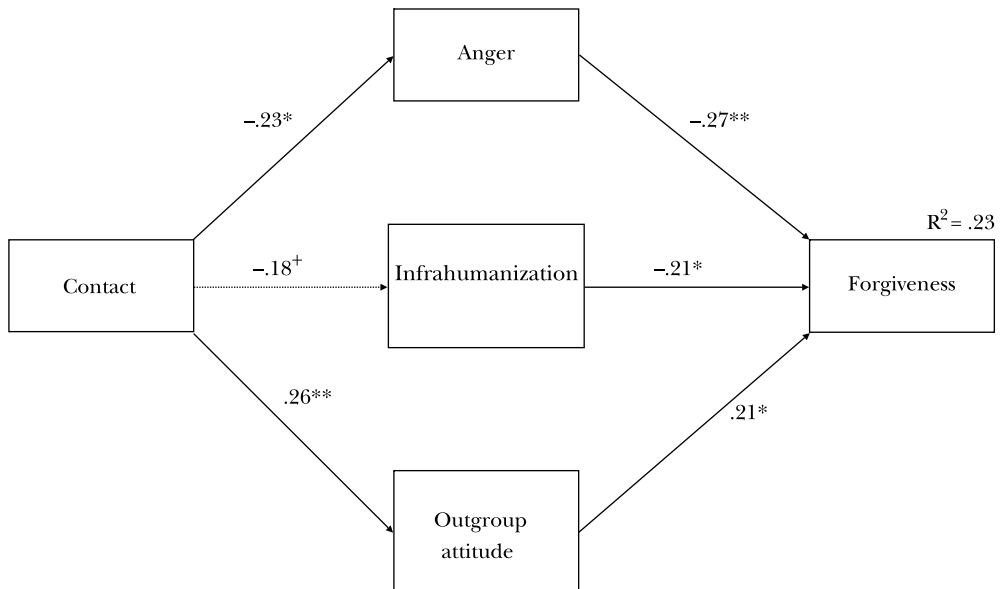 Anger
–.23*
–.27**
R² = .23
Contact
–.18⁺
Infrahumanization
–.21*
Forgiveness
.26**
.21*
Outgroup
attitude